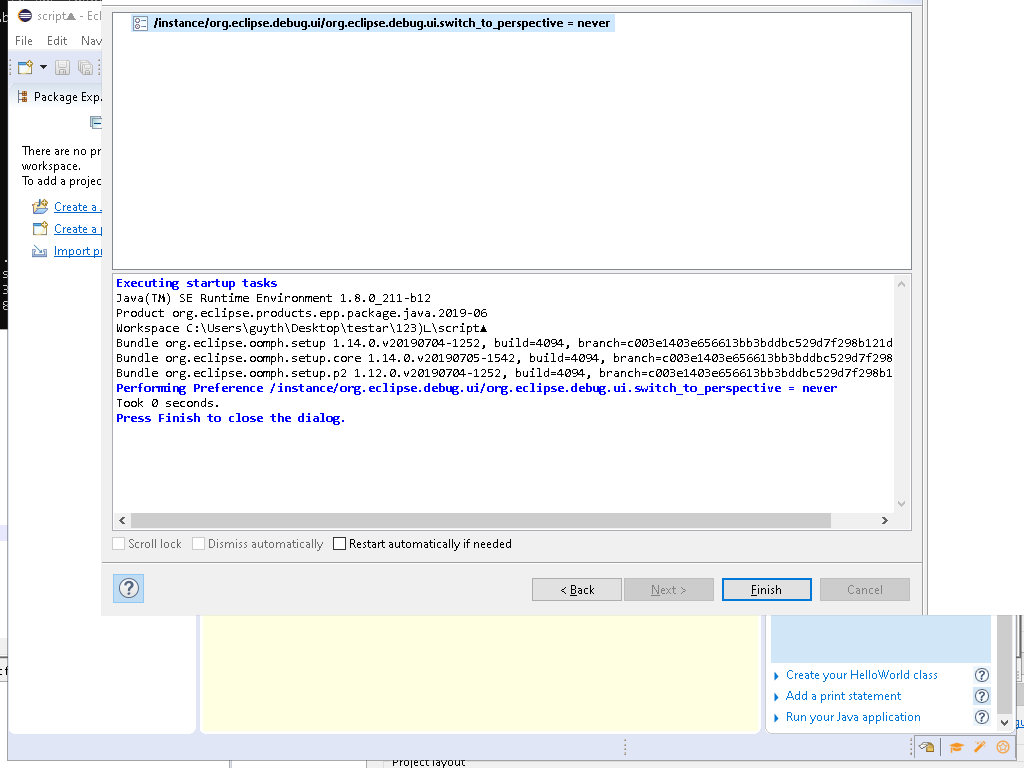 script▲ - Ecl
/instance/org.eclipse.debug.ui/org.eclipse.debug.ui.switch_to_perspective = never
File Edit Nav
Package Exp
There are no pr
workspace.
To add a projec
Create a
Create a
Import pr
Executing startup tasks
Java(TM) SE Runtime Environment 1.8.0_211-b12
Product org.eclipse.products.epp.package.java.2019-06
Workspace C:\Users\guyth\Desktop\testar\123)∟\script▲
Bundle org.eclipse.oomph.setup 1.14.0.v20190704-1252, build=4094, branch=c003e1403e656613bb3bddbc529d7f298b121d
Bundle org.eclipse.oomph.setup.core 1.14.0.v20190705-1542, build=4094, branch=c003e1403e656613bb3bddbc529d7f298
Bundle org.eclipse.oomph.setup.p2 1.12.0.v20190704-1252, build=4094, branch=c003e1403e656613bb3bddbc529d7f298b1
Performing Preference /instance/org.eclipse.debug.ui/org.eclipse.debug.ui.switch_to_perspective = never
Took 0 seconds.
Press Finish to close the dialog.
Scroll lock Dismiss automatically Restart automatically if needed
< Back Next > Finish Cancel
Create your HelloWorld class
Add a print statement
Run your Java application
Project layout